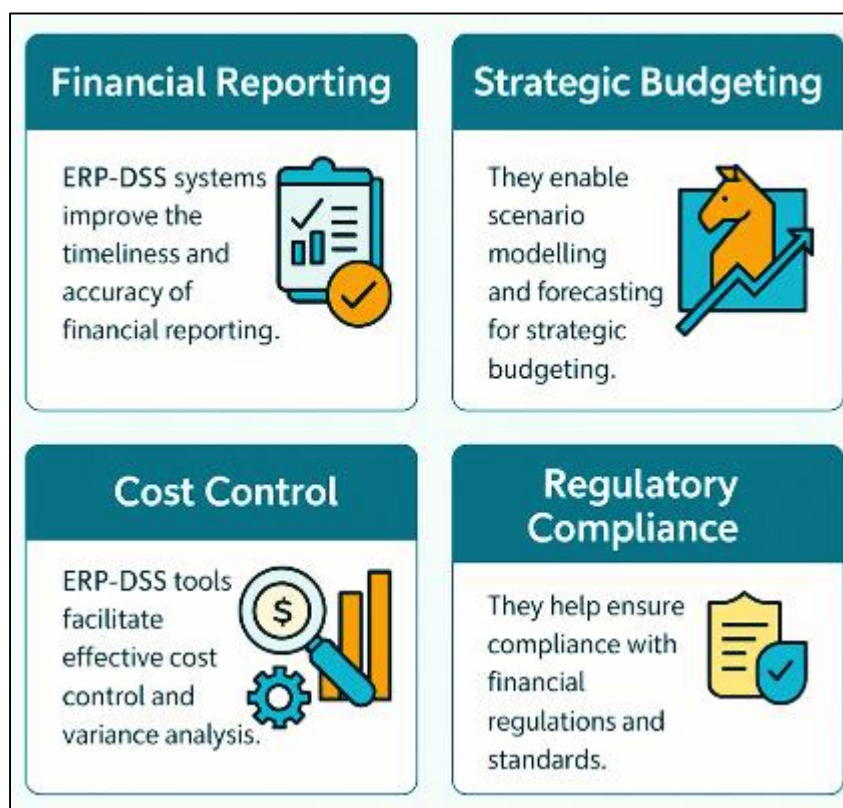 Financial Reporting
ERP-DSS systems
improve the
timeliness and
accuracy of
financial reporting.
Strategic Budgeting
They enable
scenario
modelling
and forecasting
for strategic
budgeting.
Cost Control
$
ERP-DSS tools
facilitate
effective cost
control and
variance analysis.
Regulatory
Compliance
They help ensure
compliance with
financial
regulations and
standards.